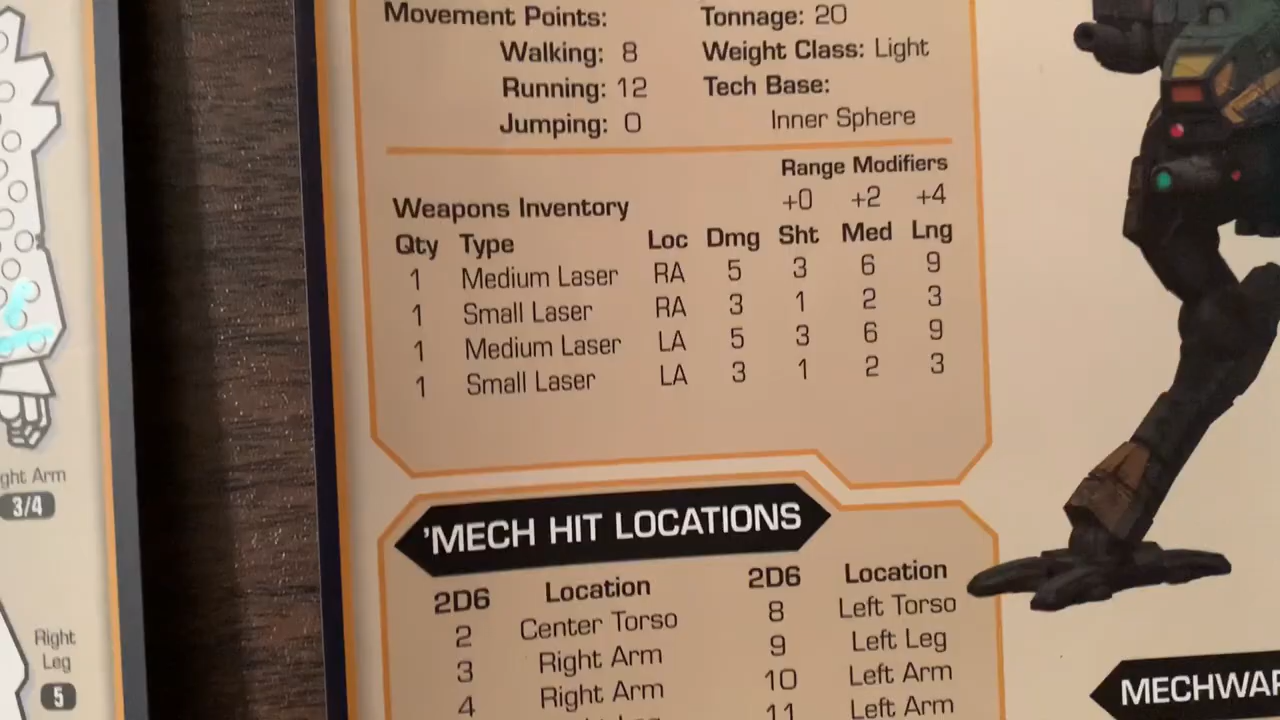 Movement Points:
Walking: 8
Running: 12
Jumping: 0
Tonnage: 20
Weight Class: Light
Tech Base:
Inner Sphere
Range Modifiers
Weapons Inventory +0 +2 +4
Qty Type Loc Dmg Sht Med Lng
1 Medium Laser RA 5 3 6 9
1 Small Laser RA 3 1 2 3
1 Medium Laser LA 5 3 6 9
1 Small Laser LA 3 1 2 3
'MECH HIT LOCATIONS
2D6 Location 2D6 Location
2 Center Torso 8 Left Torso
3 Right Arm 9 Left Leg
4 Right Arm 10 Left Arm
11 Left Arm
ght Arm
3/4
Right
Leg
5
MECHWAR